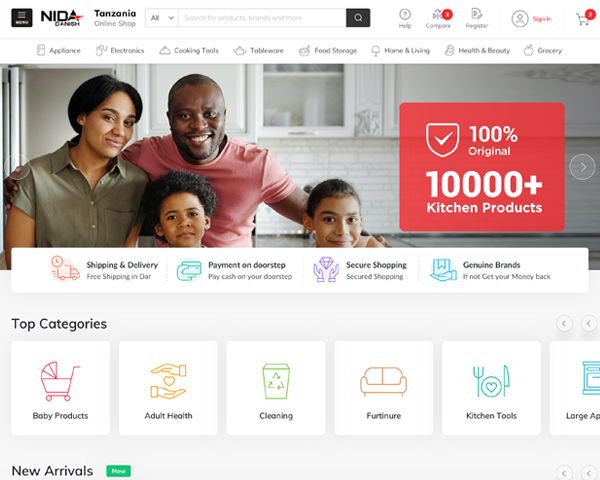 MENU
NIDA
DANISH
Tanzania
Online Shop
All
Search for products, brands and more
Help
3
Compare
Register
Sign in
2
Appliance
Electronics
Cooking Tools
Tableware
Food Storage
Home & Living
Health & Beauty
Grocery
100%
Original
10000+
Kitchen Products
Shipping & Delivery
Free Shipping in Dar
Payment on doorstep
Pay cash on your doorstep
Secure Shopping
Secured Shopping
Genuine Brands
If not Get your Money back
Top Categories
Baby Products
Adult Health
Cleaning
Furtinure
Kitchen Tools
Large Ap
New Arrivals
New